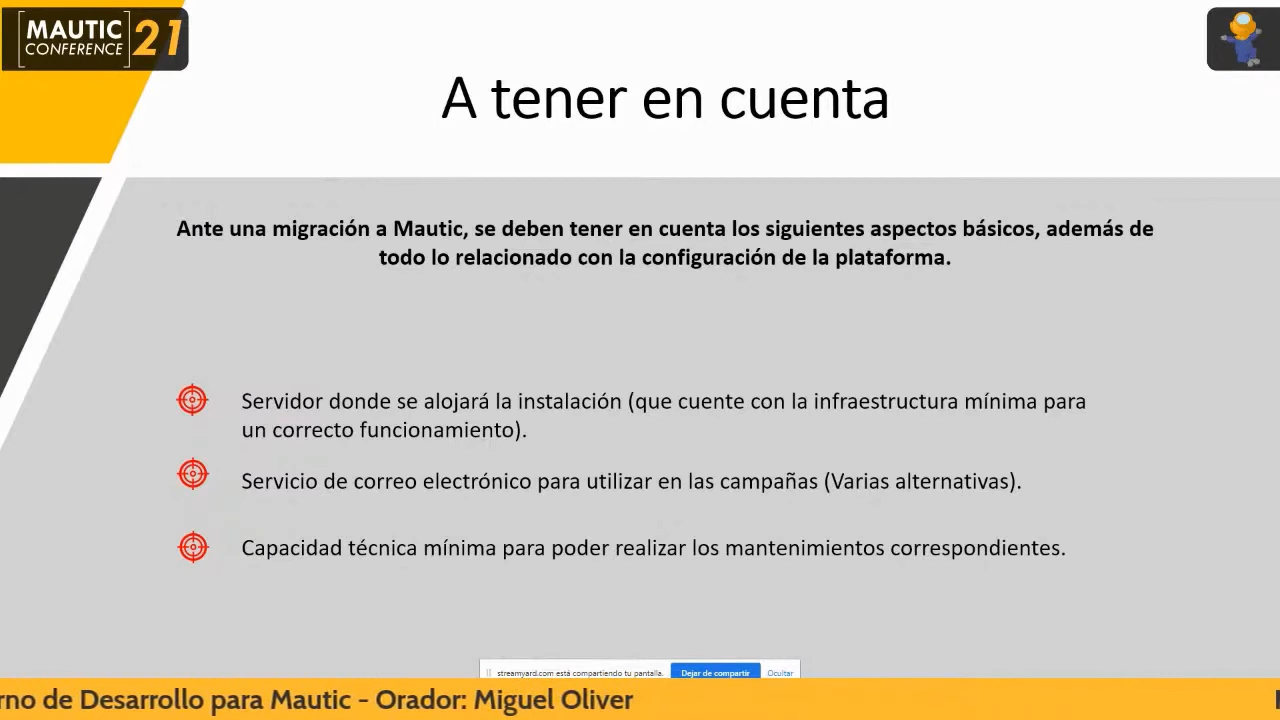 MAUTIC
CONFERENCE
21
A tener en cuenta
Ante una migración a Mautic, se deben tener en cuenta los siguientes aspectos básicos, además de
todo lo relacionado con la configuración de la plataforma.
Servidor donde se alojará la instalación (que cuente con la infraestructura mínima para
un correcto funcionamiento).
Servicio de correo electrónico para utilizar en las campañas (Varias alternativas).
Capacidad técnica mínima para poder realizar los mantenimientos correspondientes.
streamyard.com está compartiendo tu pantalla. Dejar de compartir Ocultar
rno de Desarrollo para Mautic - Orador: Miguel Oliver